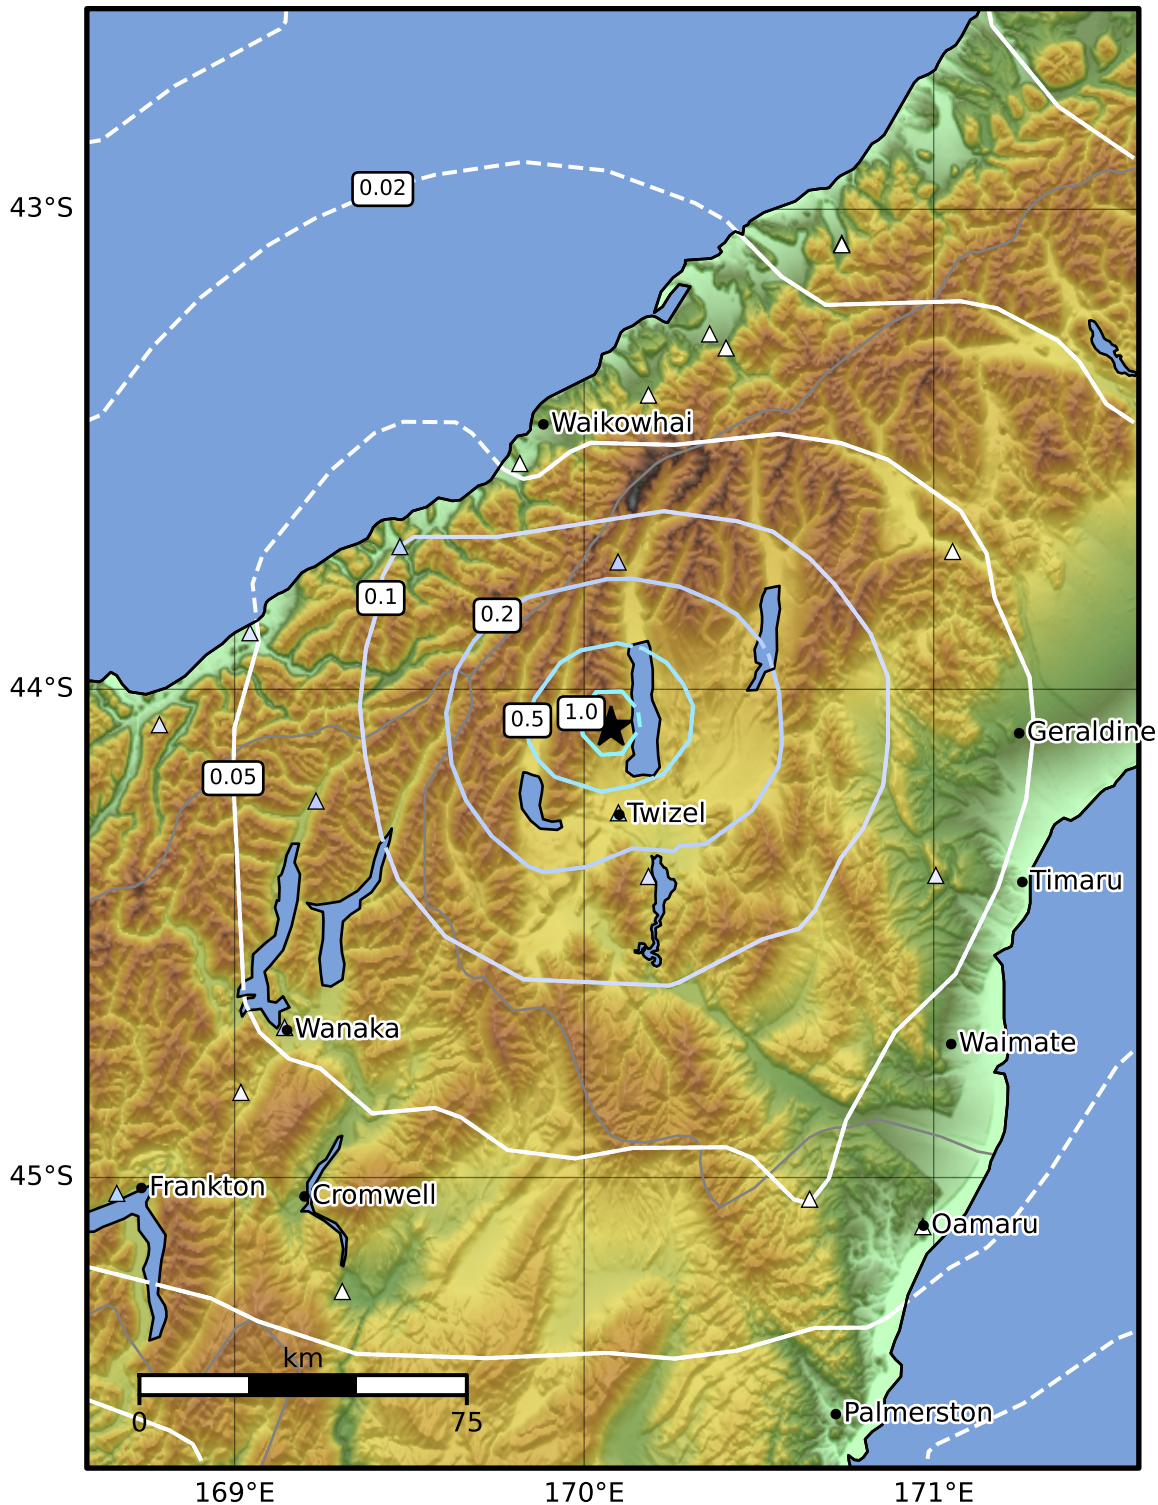 0.02
43°S
Waikowhai
0.1
0.2
44°S
0.5
1.0
Geraldine
0.05
Twizel
Timaru
Wanaka
Waimate
45°S
Frankton
Cromwell
Oamaru
km
0
75
Palmerston
169°E
170°E
171°E